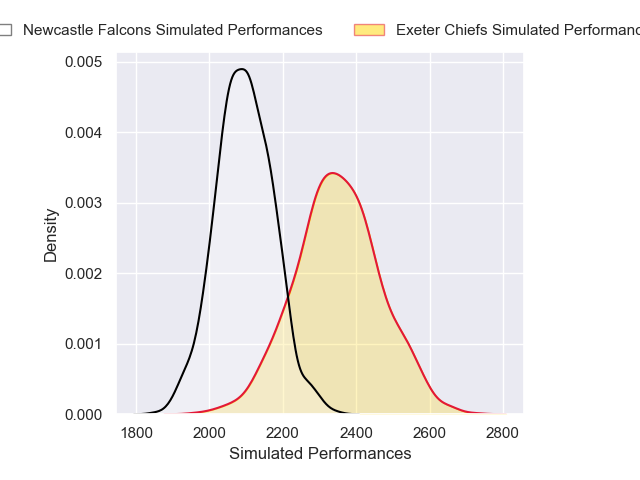 Newcastle Falcons Simulated Performances
Exeter Chiefs Simulated
0.005
0.004
0.003
0.002
0.001
0.000
Density
1800 2000 2200 2400 2600 2800
Simulated Performances